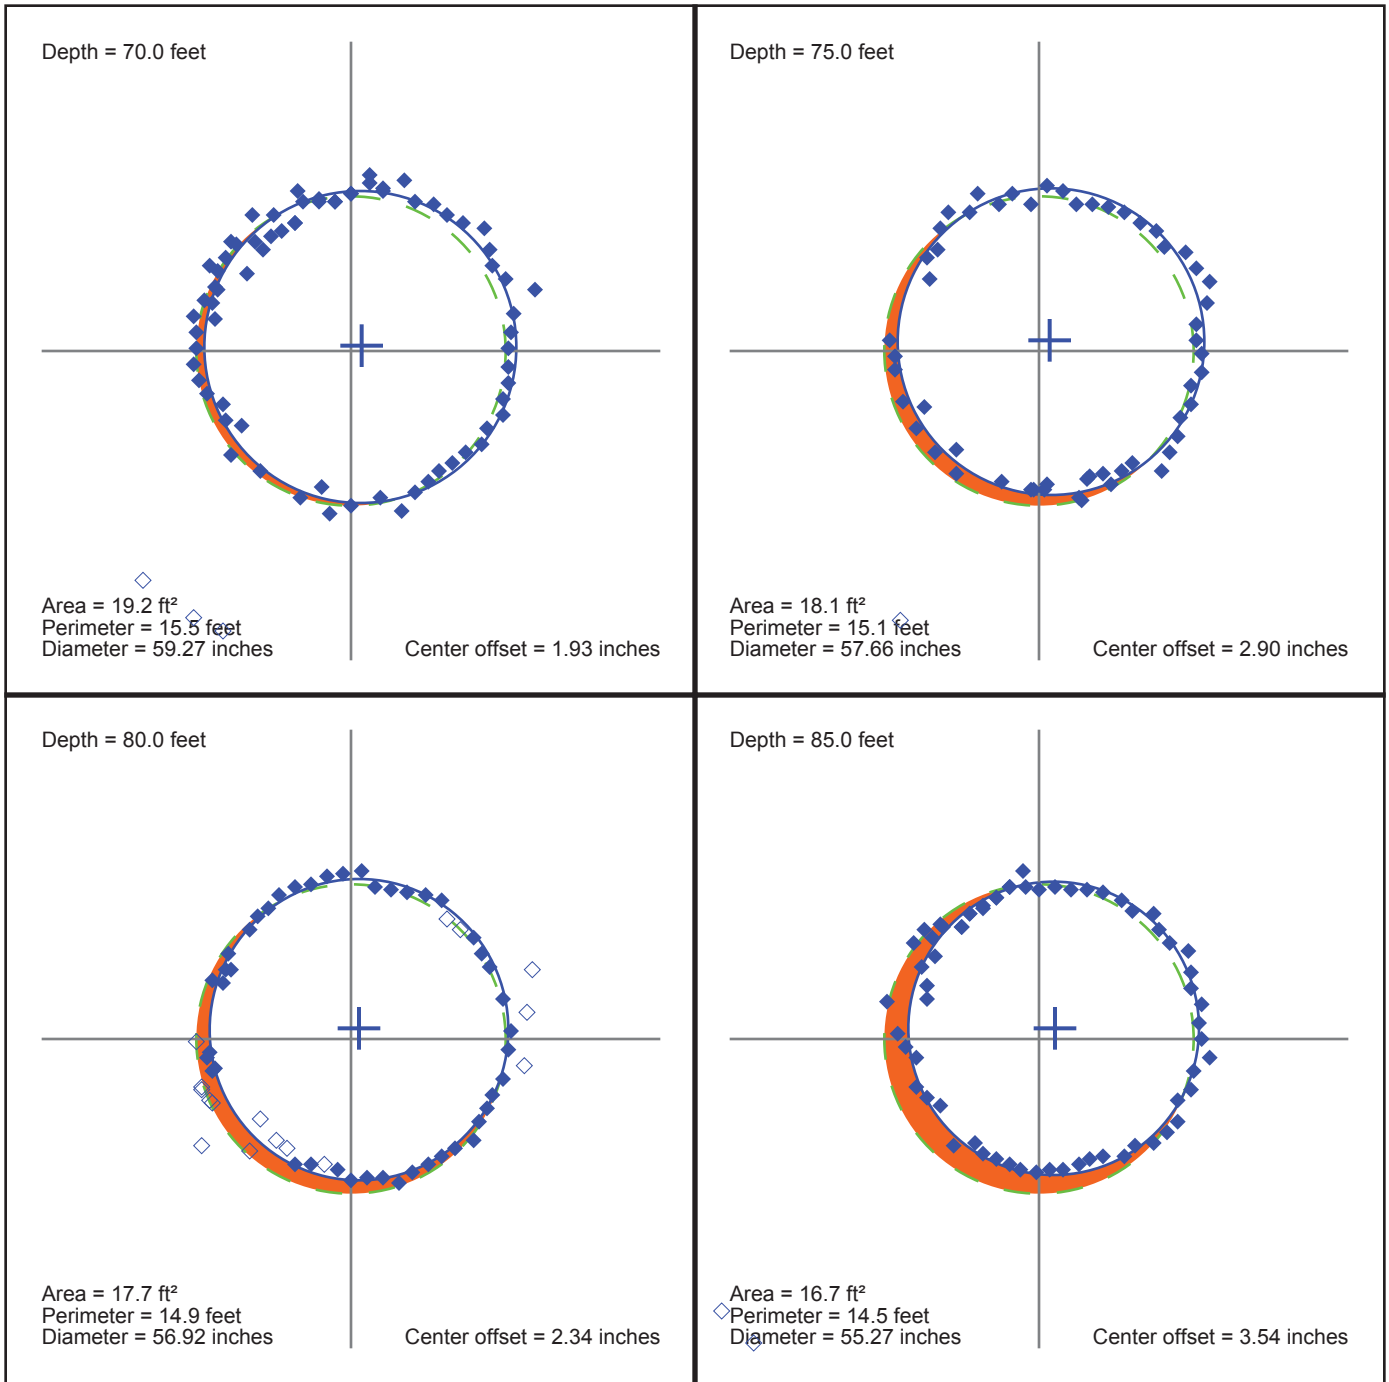 Depth = 70.0 feet
Area = 19.2 ft²
Perimeter = 15.5 feet
Diameter = 59.27 inches
Center offset = 1.93 inches
Depth = 75.0 feet
Area = 18.1 ft²
Perimeter = 15.1 feet
Diameter = 57.66 inches
Center offset = 2.90 inches
Depth = 80.0 feet
Area = 17.7 ft²
Perimeter = 14.9 feet
Diameter = 56.92 inches
Center offset = 2.34 inches
Depth = 85.0 feet
Area = 16.7 ft²
Perimeter = 14.5 feet
Diameter = 55.27 inches
Center offset = 3.54 inches